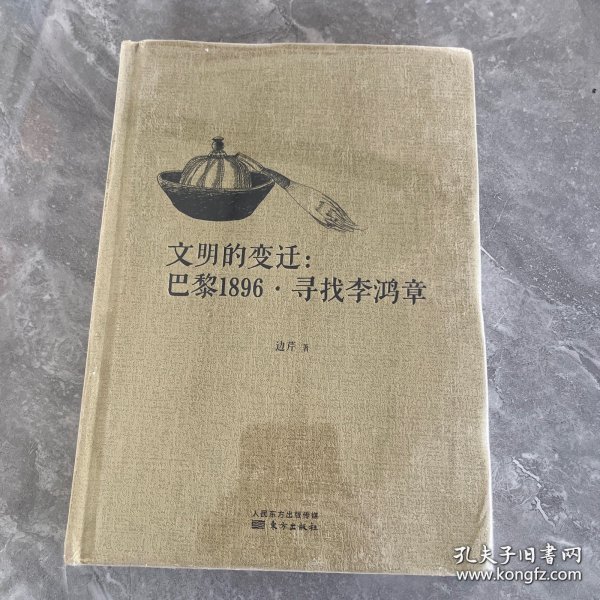 文明的变迁：
巴黎1896·寻找李鸿章
边芹 著
人民东方出版传媒
东方出版社
孔夫子旧书网
www.kongfz.com